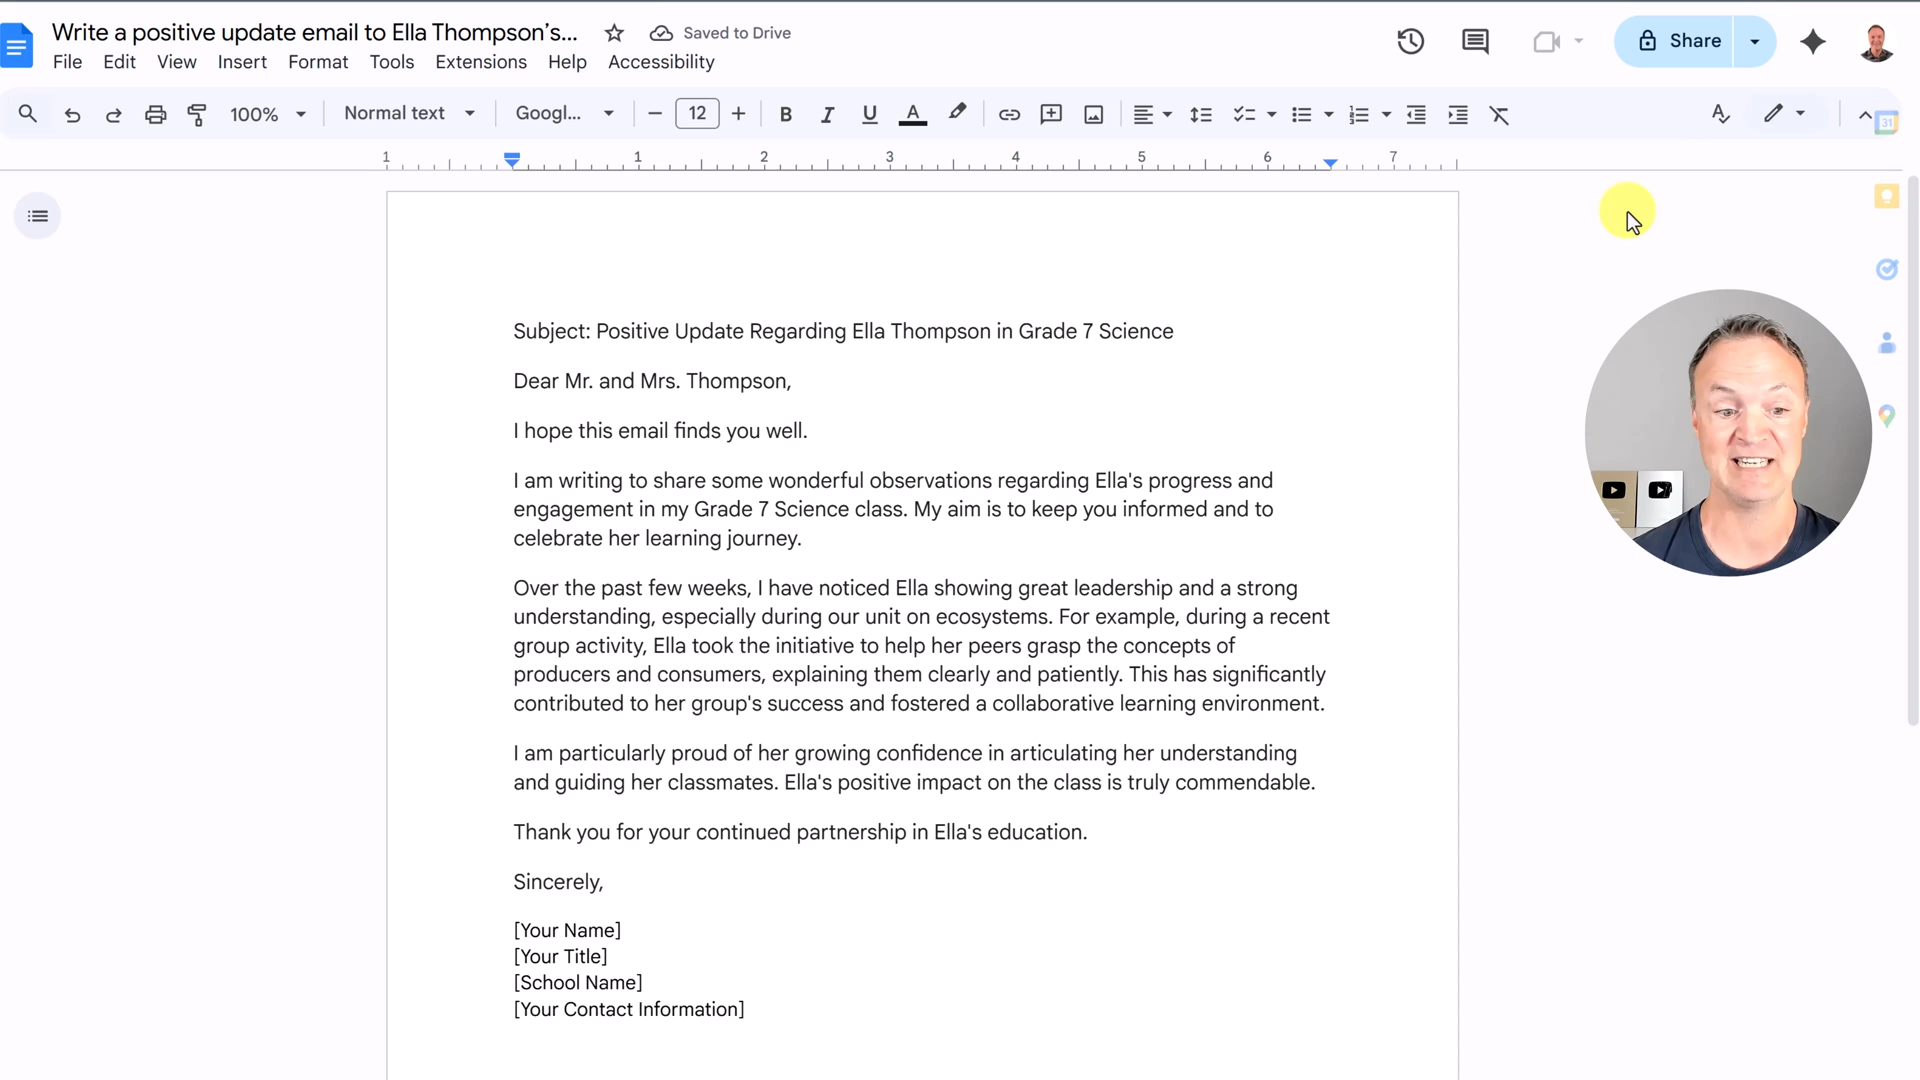 Write a positive update email to Ella Thompson’s...
Saved to Drive
Share
File Edit View Insert Format Tools Extensions Help Accessibility
100% Normal text Googl... 12 B I U A
31
1 1 2 3 4 5 6 7
Subject: Positive Update Regarding Ella Thompson in Grade 7 Science
Dear Mr. and Mrs. Thompson,
I hope this email finds you well.
I am writing to share some wonderful observations regarding Ella's progress and
engagement in my Grade 7 Science class. My aim is to keep you informed and to
celebrate her learning journey.
Over the past few weeks, I have noticed Ella showing great leadership and a strong
understanding, especially during our unit on ecosystems. For example, during a recent
group activity, Ella took the initiative to help her peers grasp the concepts of
producers and consumers, explaining them clearly and patiently. This has significantly
contributed to her group's success and fostered a collaborative learning environment.
I am particularly proud of her growing confidence in articulating her understanding
and guiding her classmates. Ella's positive impact on the class is truly commendable.
Thank you for your continued partnership in Ella's education.
Sincerely,
[Your Name]
[Your Title]
[School Name]
[Your Contact Information]